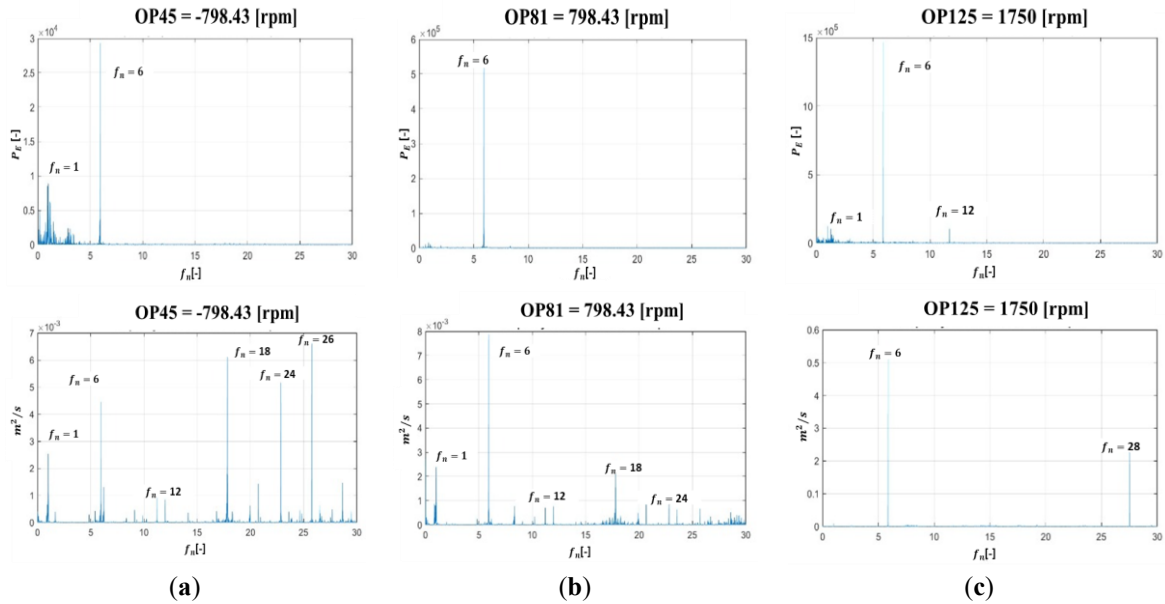 OP45 = -798.43 [rpm]
×10⁴
3
2.5
2
1.5
1
0.5
0
P_E [-]
f_n = 1
f_n = 6
0 5 10 15 20 25 30
f_n[-]
OP81 = 798.43 [rpm]
×10⁵
6
5
4
3
2
1
0
P_E [-]
f_n = 6
0 5 10 15 20 25 30
f_n[-]
OP125 = 1750 [rpm]
×10⁵
15
10
5
0
P_E [-]
f_n = 1
f_n = 6
f_n = 12
0 5 10 15 20 25 30
f_n[-]
OP45 = -798.43 [rpm]
×10⁻³
7
6
5
4
3
2
1
0
m²/s
f_n = 1
f_n = 6
f_n = 12
f_n = 18
f_n = 24
f_n = 26
0 5 10 15 20 25 30
f_n[-]
OP81 = 798.43 [rpm]
×10⁻³
8
7
6
5
4
3
2
1
0
m²/s
f_n = 1
f_n = 6
f_n = 12
f_n = 18
f_n = 24
0 5 10 15 20 25 30
f_n[-]
OP125 = 1750 [rpm]
0.6
0.5
0.4
0.3
0.2
0.1
0
m²/s
f_n = 6
f_n = 28
0 5 10 15 20 25 30
f_n[-]
(a) (b) (c)